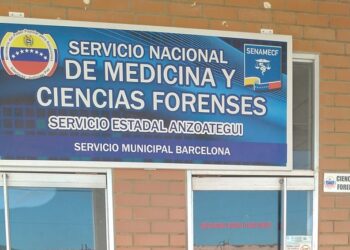 SERVICIO NACIONAL
DE MEDICINA Y
CIENCIAS FORENSES
SERVICIO ESTADAL ANZOATEGUI
SERVICIO MUNICIPAL BARCELONA
SENAMECF